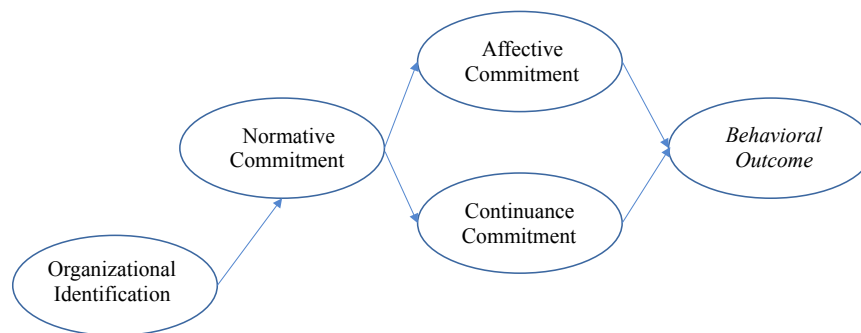 Affective
Commitment
Normative
Commitment
Behavioral
Outcome
Continuance
Commitment
Organizational
Identification